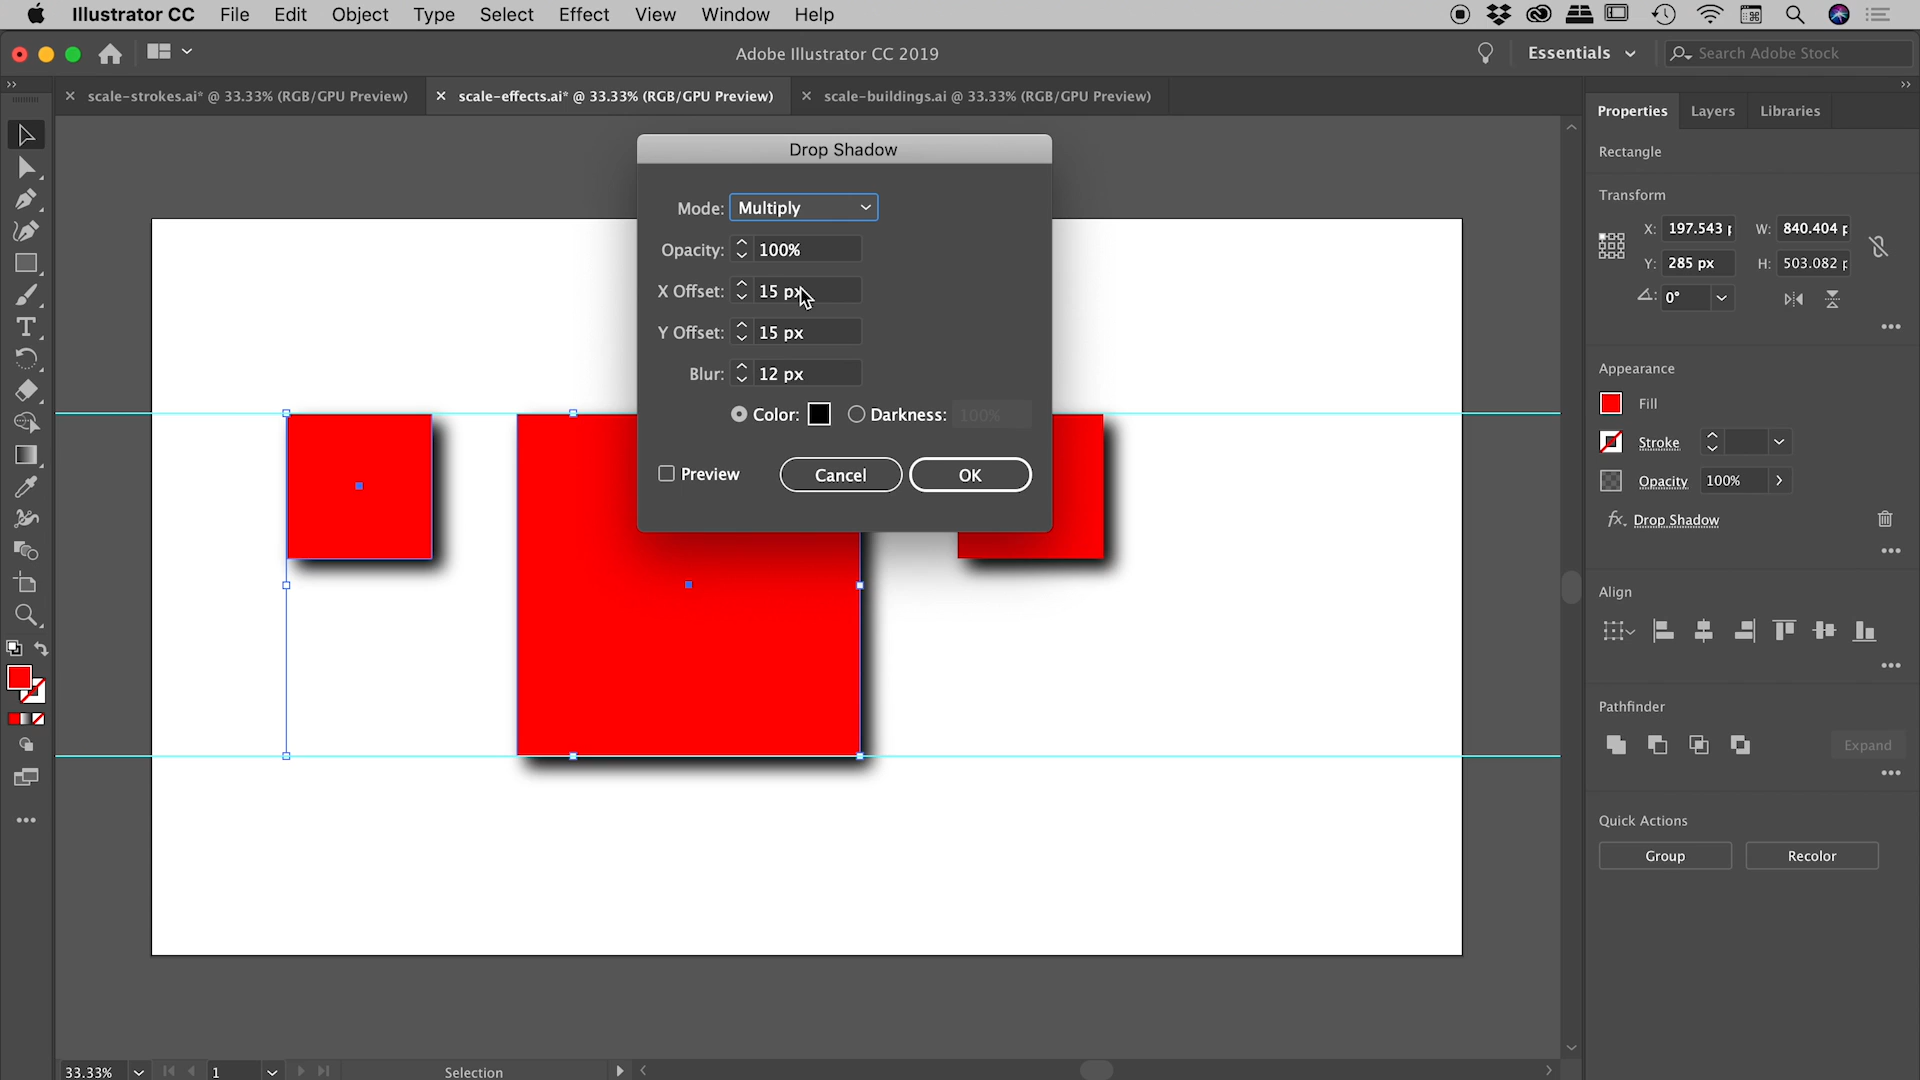 Illustrator CC File Edit Object Type Select Effect View Window Help
Adobe Illustrator CC 2019
Essentials
Search Adobe Stock
scale-strokes.ai* @ 33.33% (RGB/GPU Preview)
scale-effects.ai* @ 33.33% (RGB/GPU Preview)
scale-buildings.ai @ 33.33% (RGB/GPU Preview)
Drop Shadow
Mode: Multiply
Opacity: 100%
X Offset: 15 px
Y Offset: 15 px
Blur: 12 px
Color: Darkness: 100%
Preview Cancel OK
Properties Layers Libraries
Rectangle
Transform
X: 197.543 W: 840.404
Y: 285 px H: 503.082
0°
Appearance
Fill
Stroke
Opacity 100%
fx Drop Shadow
Align
Pathfinder
Expand
Quick Actions
Group Recolor
33.33% 1 Selection